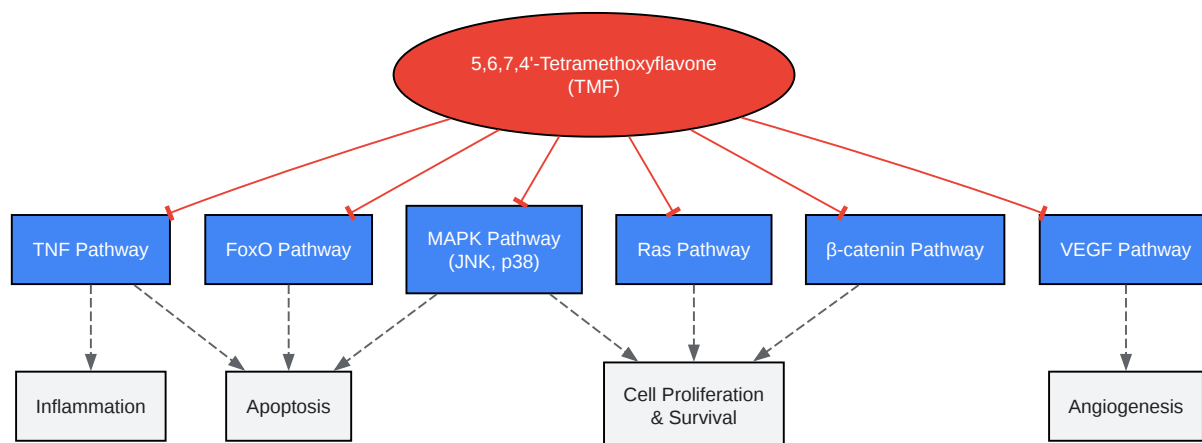 5,6,7,4'-Tetramethoxyflavone
(TMF)
TNF Pathway
FoxO Pathway
MAPK Pathway
(JNK, p38)
Ras Pathway
β-catenin Pathway
VEGF Pathway
Inflammation
Apoptosis
Cell Proliferation
& Survival
Angiogenesis